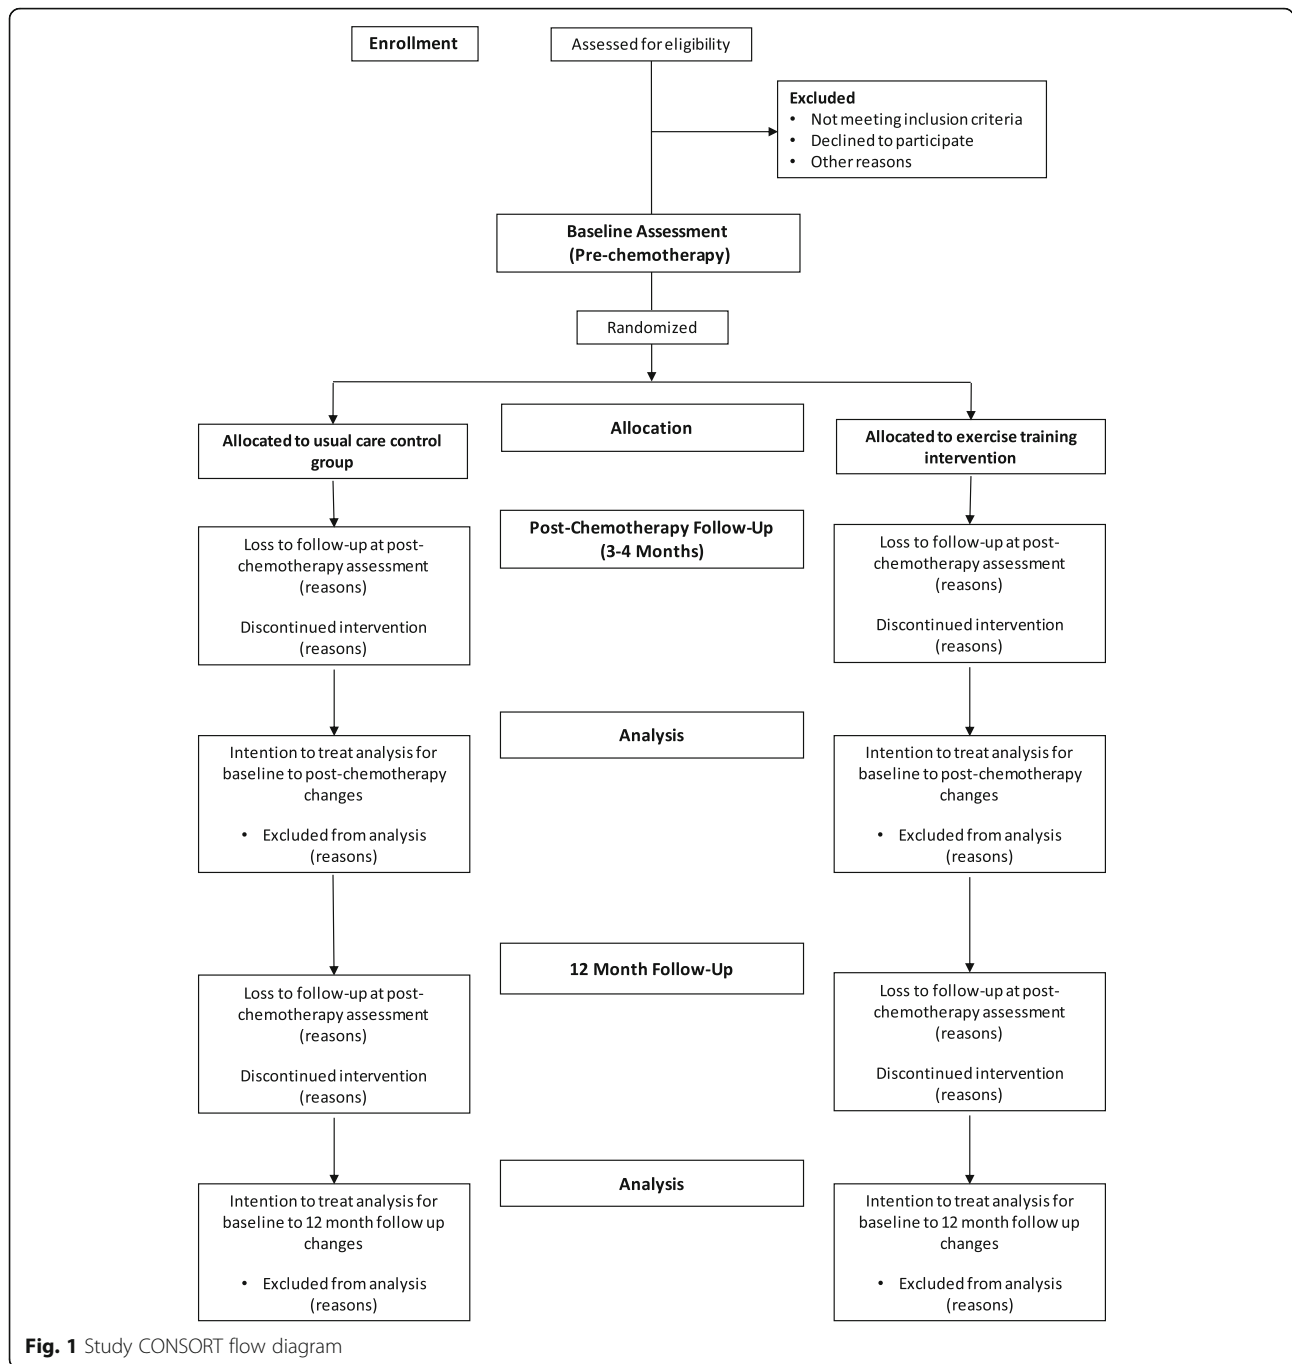 Enrollment
Assessed for eligibility
Excluded
• Not meeting inclusion criteria
• Declined to participate
• Other reasons
Baseline Assessment
(Pre-chemotherapy)
Randomized
Allocation
Allocated to usual care control
group
Allocated to exercise training
intervention
Post-Chemotherapy Follow-Up
(3-4 Months)
Loss to follow-up at post-
chemotherapy assessment
(reasons)
Discontinued intervention
(reasons)
Loss to follow-up at post-
chemotherapy assessment
(reasons)
Discontinued intervention
(reasons)
Analysis
Intention to treat analysis for
baseline to post-chemotherapy
changes
• Excluded from analysis
(reasons)
Intention to treat analysis for
baseline to post-chemotherapy
changes
• Excluded from analysis
(reasons)
12 Month Follow-Up
Loss to follow-up at post-
chemotherapy assessment
(reasons)
Discontinued intervention
(reasons)
Loss to follow-up at post-
chemotherapy assessment
(reasons)
Discontinued intervention
(reasons)
Analysis
Intention to treat analysis for
baseline to 12 month follow up
changes
• Excluded from analysis
(reasons)
Intention to treat analysis for
baseline to 12 month follow up
changes
• Excluded from analysis
(reasons)
Fig. 1 Study CONSORT flow diagram